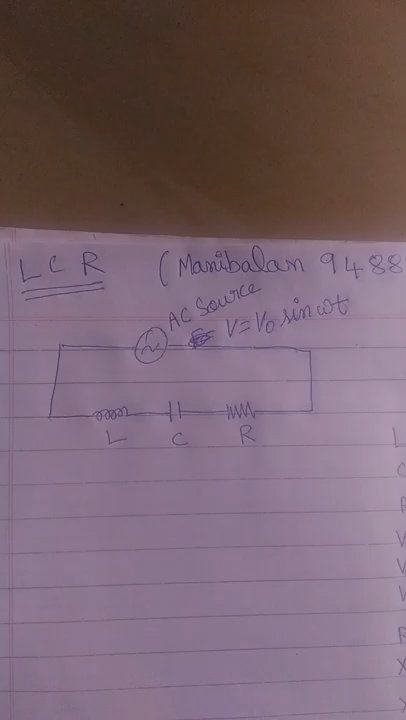 LCR (Manibalan 9488
AC Source
V=V₀ sin ωt
L C R
L
C
R
V
V
V
R
X
X